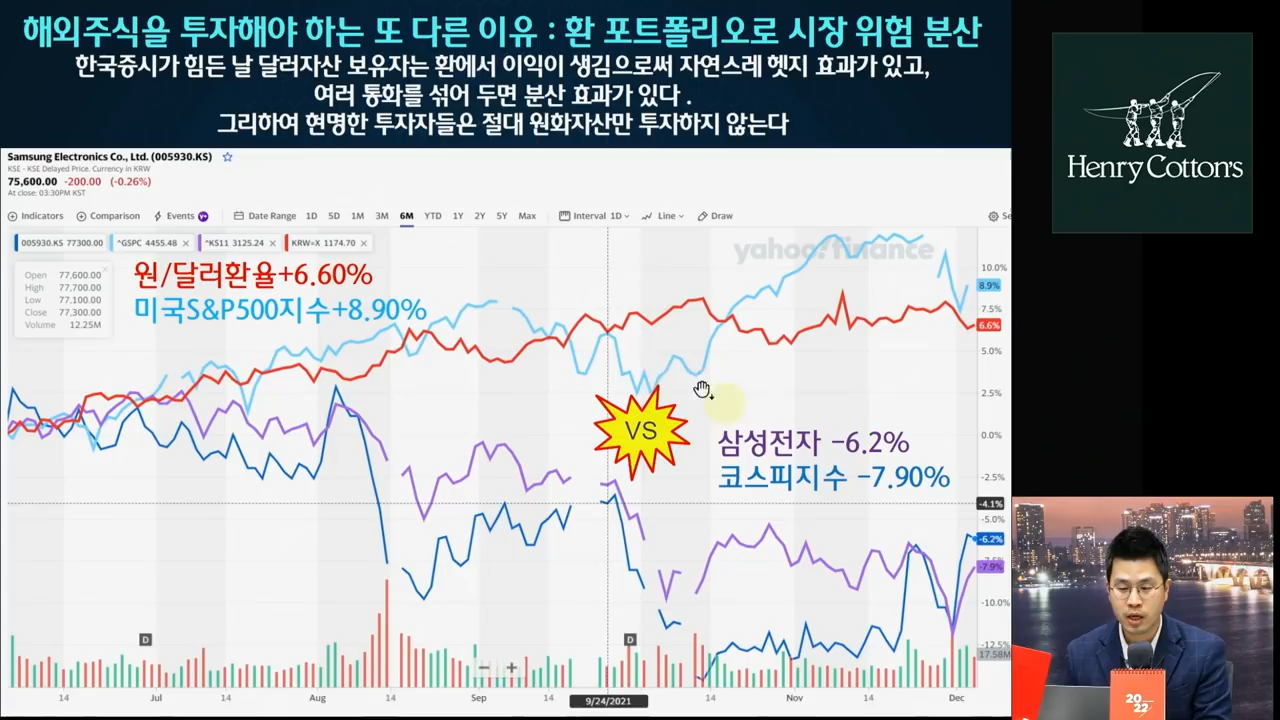 해외주식을 투자해야 하는 또 다른 이유 : 환 포트폴리오로 시장 위험 분산
한국증시가 힘든 날 달러자산 보유자는 환에서 이익이 생김으로써 자연스레 헷지 효과가 있고,
여러 통화를 섞어 두면 분산 효과가 있다 .
그리하여 현명한 투자자들은 절대 원화자산만 투자하지 않는다
Henry Cotton's
Samsung Electronics Co., Ltd. (005930.KS)
KSE - KSE Delayed Price. Currency in KRW
75,600.00 -200.00 (-0.26%)
At close: 03:30PM KST
Indicators Comparison Events Y+ Date Range 1D 5D 1M 3M 6M YTD 1Y 2Y 5Y Max Interval 1D Line Draw Se
005930.KS 77300.00 ^GSPC 4455.48 × ^KS11 3125.24 × KRW=X 1174.70 ×
yahoo!finance
Open 77,600.00
High 77,700.00
Low 77,100.00
Close 77,300.00
Volume 12.25M
원/달러환율+6.60%
미국S&P500지수+8.90%
VS
삼성전자 -6.2%
코스피지수 -7.90%
10.0%
8.9%
7.5%
6.6%
5.0%
2.5%
0.0%
-2.5%
-4.1%
-5.0%
-6.2%
-7.9%
-10.0%
-12.5%
17.58M
D D
14 Jul 14 Aug 14 Sep 14 9/24/2021 14 Nov 14 Dec
20
22